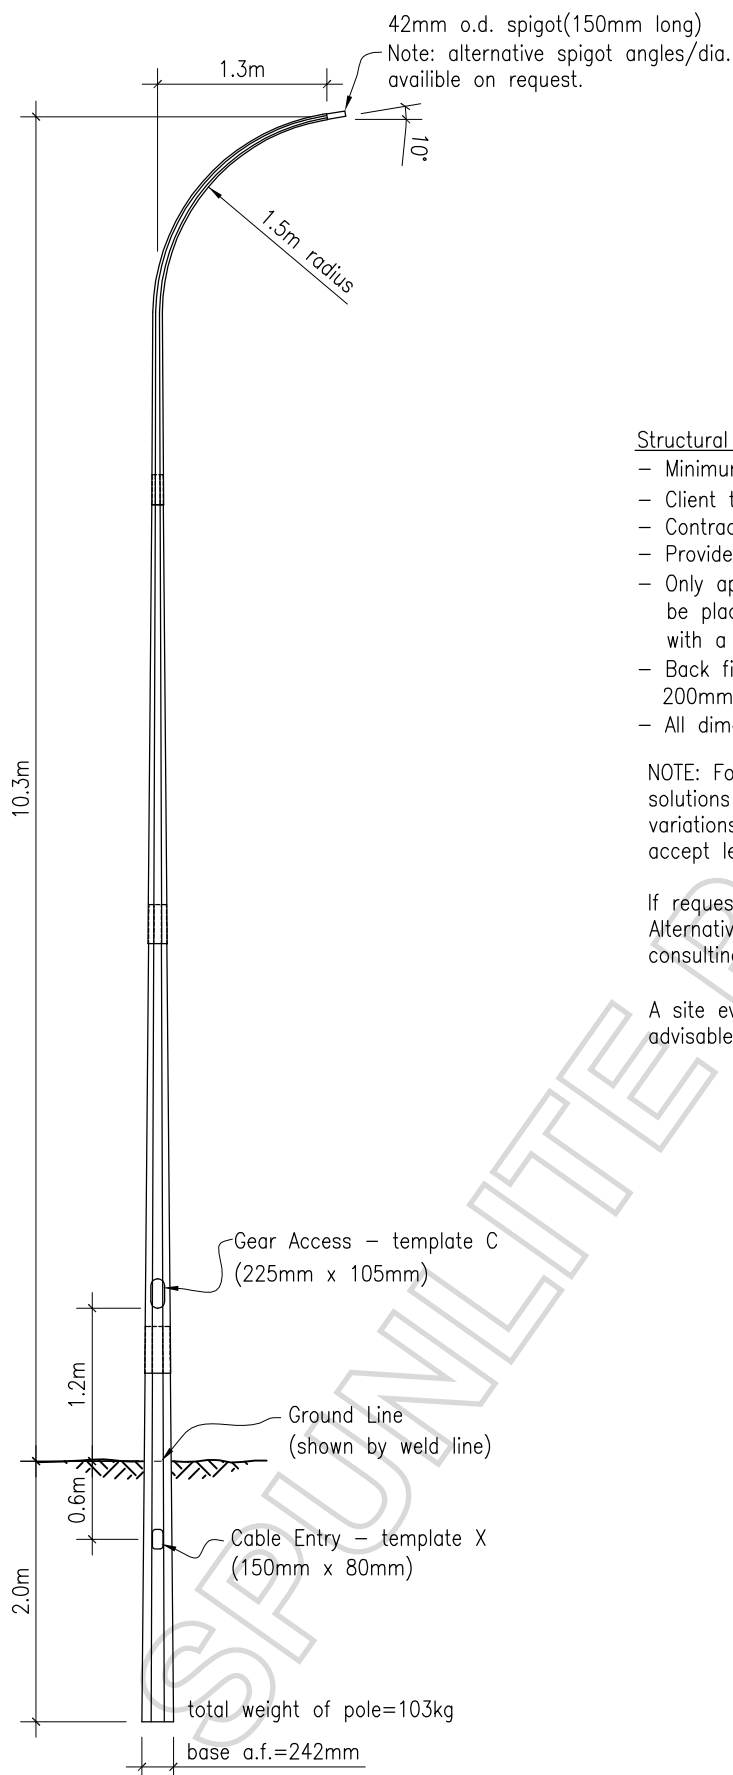 42mm o.d. spigot(150mm long)
Note: alternative spigot angles/dia.
availible on request.
1.3m
10°
1.5m radius
Structural
- Client t
- Provide
- Only ap
be plac
with a
- Back fi
200mm
- All dim
NOTE: Fo
solutions
variations
accept le
10.3m
If reques
Alternativ
consulting
A site ev
advisable
Gear Access - template C
(225mm x 105mm)
1.2m
Ground Line
(shown by weld line)
0.6m
Cable Entry - template X
(150mm x 80mm)
2.0m
total weight of pole=103kg
base a.f.=242mm
SPUNLITE